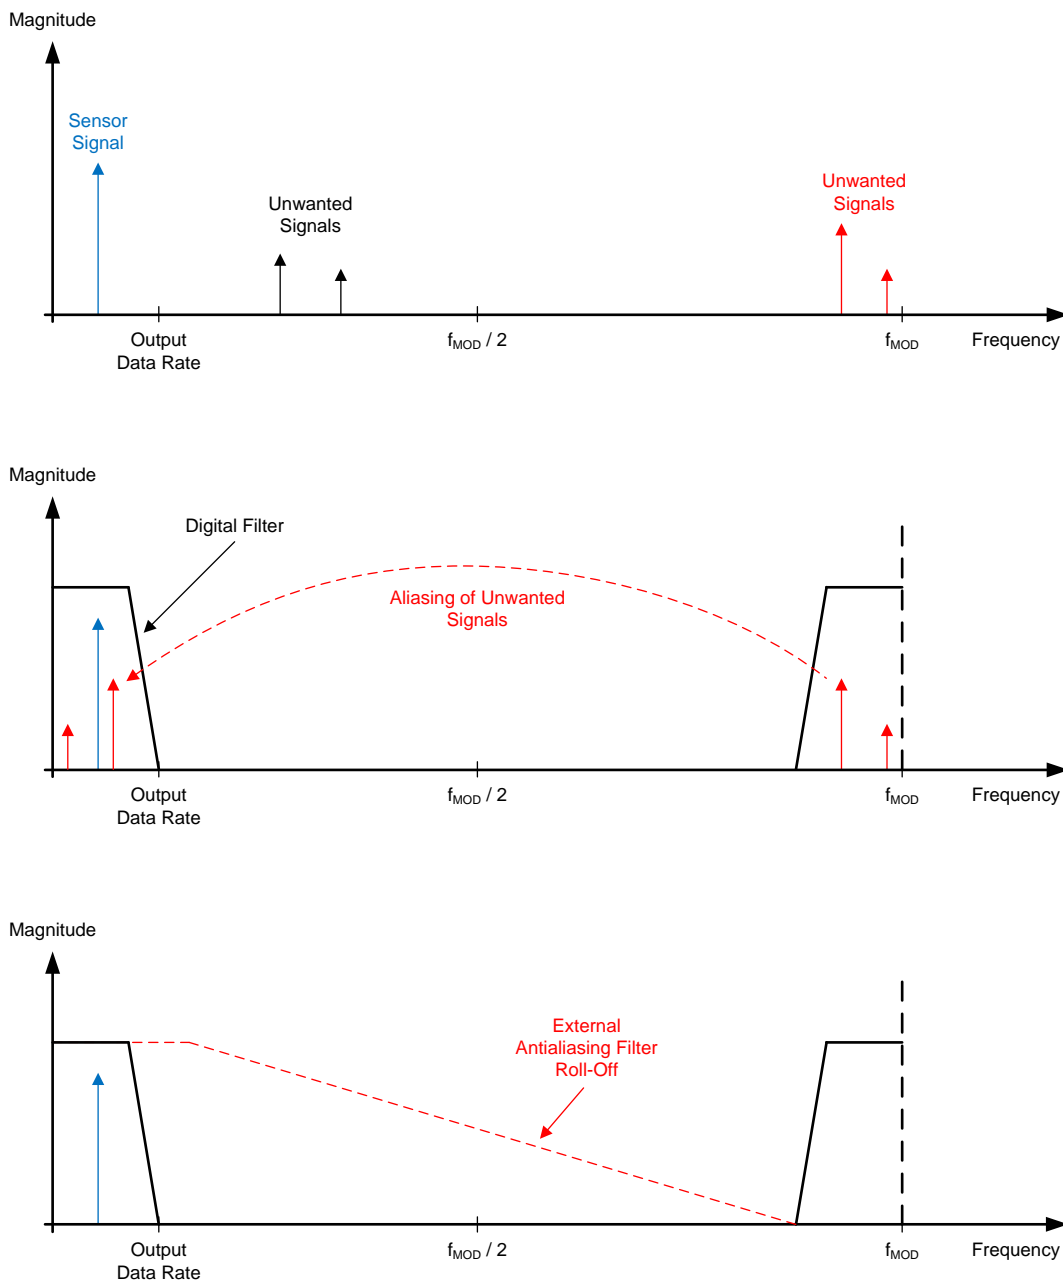 Magnitude
Sensor
Signal
Unwanted
Signals
Unwanted
Signals
Output
Data Rate
fMOD / 2
fMOD
Frequency
Magnitude
Digital Filter
Aliasing of Unwanted
Signals
Output
Data Rate
fMOD / 2
fMOD
Frequency
Magnitude
External
Antialiasing Filter
Roll-Off
Output
Data Rate
fMOD / 2
fMOD
Frequency